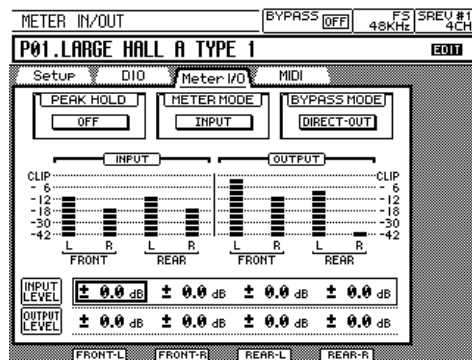 METER IN/OUT BYPASS OFF FS 48KHz SREV #1 4CH
P01.LARGE HALL A TYPE 1 EDIT
Setup DIO Meter I/O MIDI
PEAK HOLD METER MODE BYPASS MODE
OFF INPUT DIRECT-OUT
INPUT OUTPUT
CLIP CLIP
- 6 - 6
-12 -12
-18 -18
-30 -30
-42 -42
L R L R L R L R
FRONT REAR FRONT REAR
INPUT LEVEL ± 0.0 dB ± 0.0 dB ± 0.0 dB ± 0.0 dB
OUTPUT LEVEL ± 0.0 dB ± 0.0 dB ± 0.0 dB ± 0.0 dB
FRONT-L FRONT-R REAR-L REAR-R